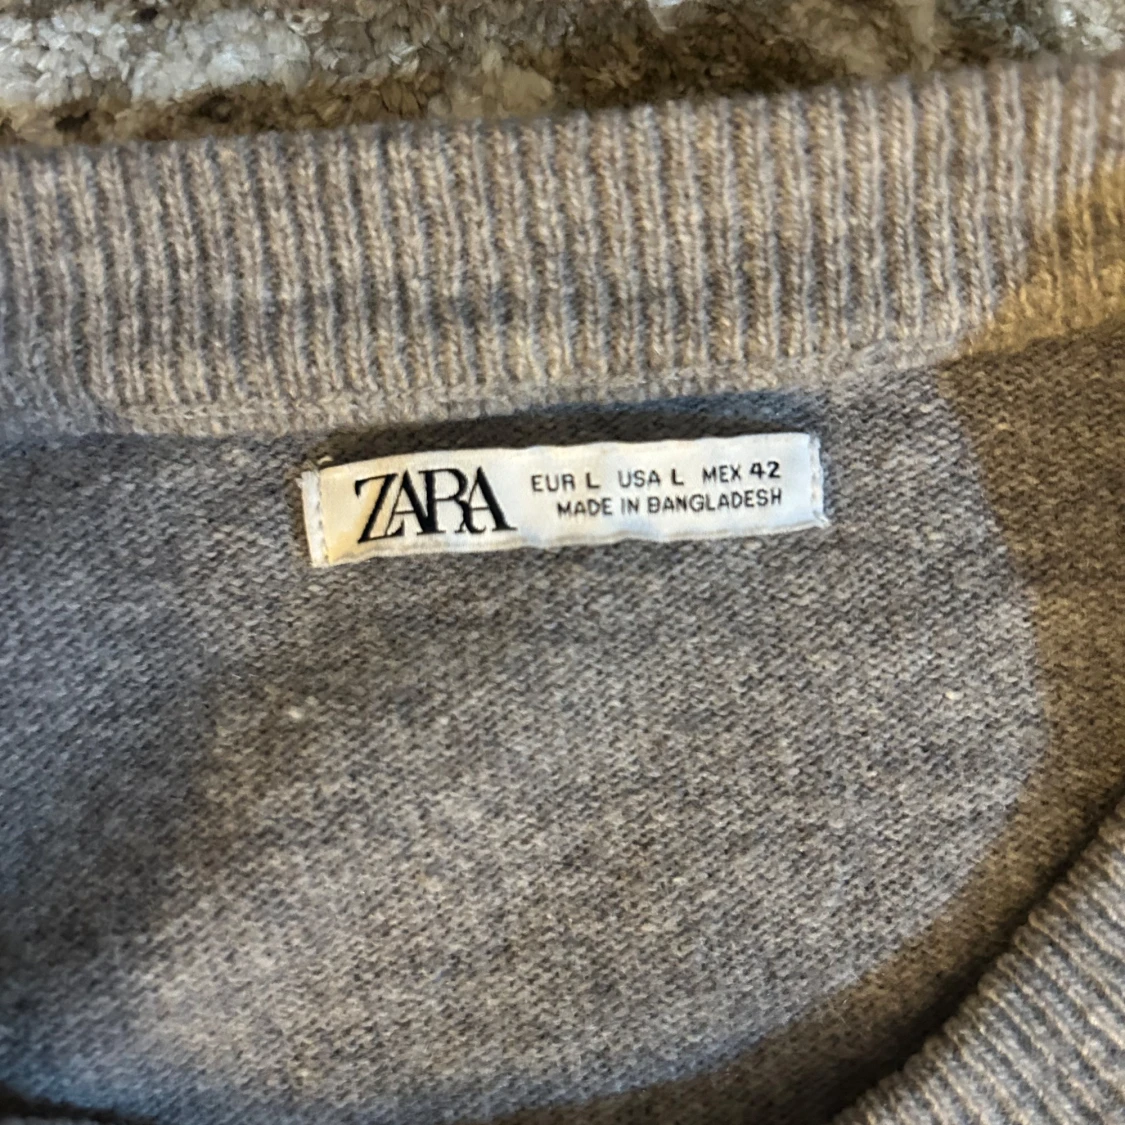 ZARA
EUR L USA L MEX 42
MADE IN BANGLADESH